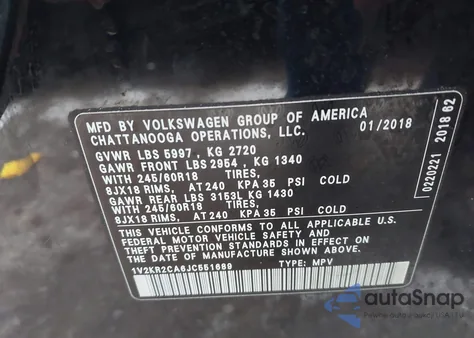 MFD BY VOLKSWAGEN GROUP OF AMERICA
CHATTANOOGA OPERATIONS, LLC. 01/2018
GVWR LBS 5997, KG 2720
GAWR FRONT LBS 2954, KG 1340
WITH 245/60R18 TIRES,
8JX18 RIMS, AT 240 KPA 35 PSI COLD
GAWR REAR LBS 3153L KG 1430
WITH 245/60R18 TIRES,
8JX18 RIMS, AT 240 KPA 35 PSI COLD
THIS VEHICLE CONFORMS TO ALL APPLICABLE U.S.
FEDERAL MOTOR VEHICLE SAFETY AND
THEFT PREVENTION STANDARDS IN EFFECT ON
THE DATE OF MANUFACTURE SHOWN ABOVE
1V2KR2CA6JC551669 TYPE: MPV
0220221 2018 62
autoSnap